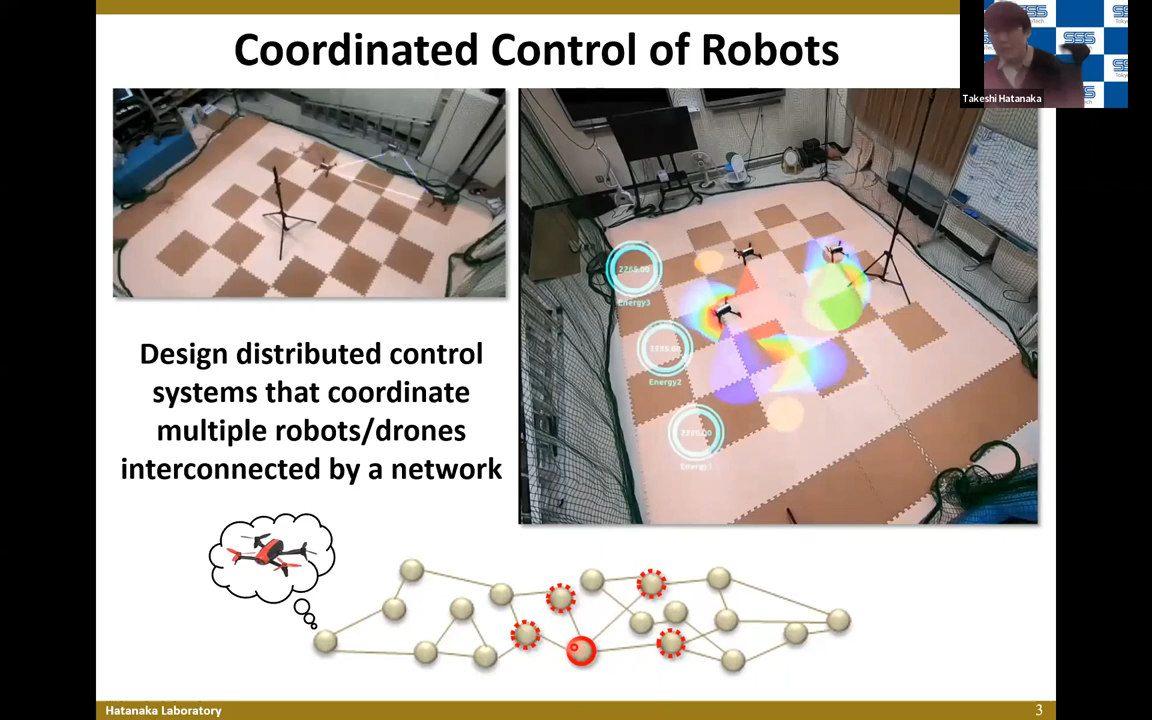 Coordinated Control of Robots
SSS
Takeshi Hatanaka
Energy3
Energy2
Design distributed control
systems that coordinate
multiple robots/drones
interconnected by a network
Hatanaka Laboratory
3